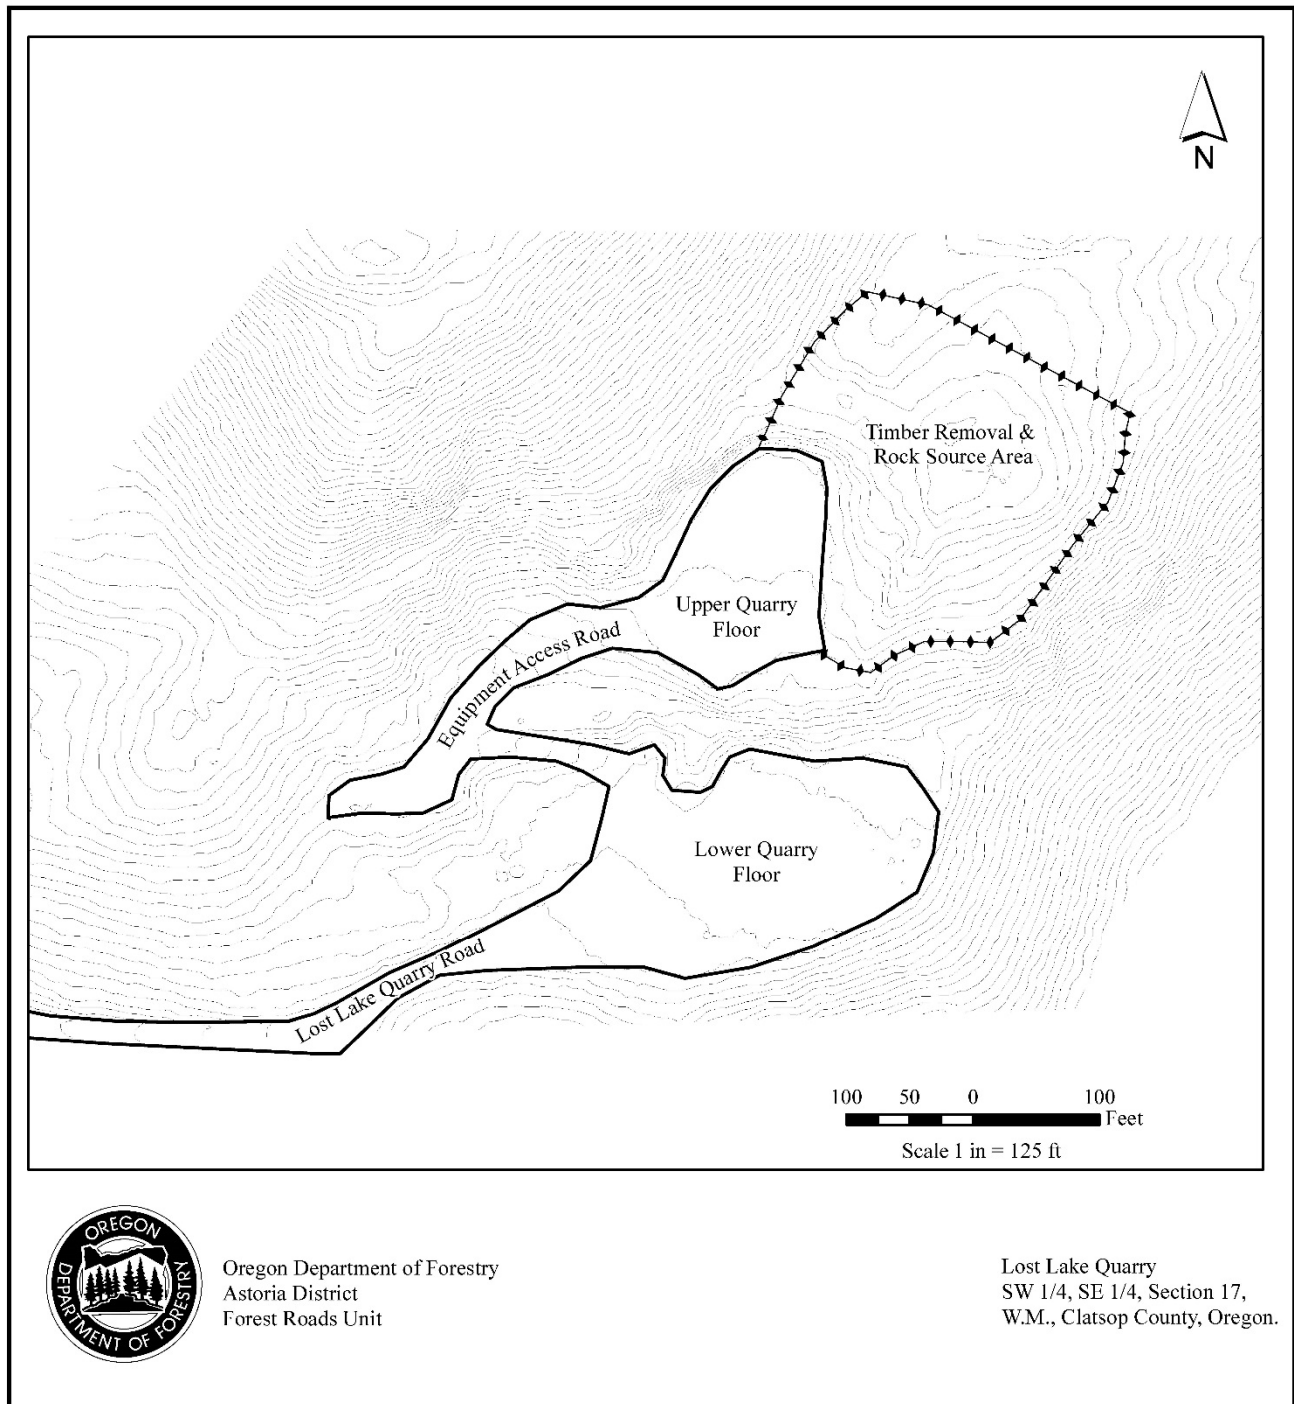 N
Timber Removal &
Rock Source Area
Upper Quarry
Floor
Equipment Access Road
Lower Quarry
Floor
Lost Lake Quarry Road
100 50 0 100
Feet
Scale 1 in = 125 ft
OREGON
DEPARTMENT OF FORESTRY
Oregon Department of Forestry
Astoria District
Forest Roads Unit
Lost Lake Quarry
SW 1/4, SE 1/4, Section 17,
W.M., Clatsop County, Oregon.